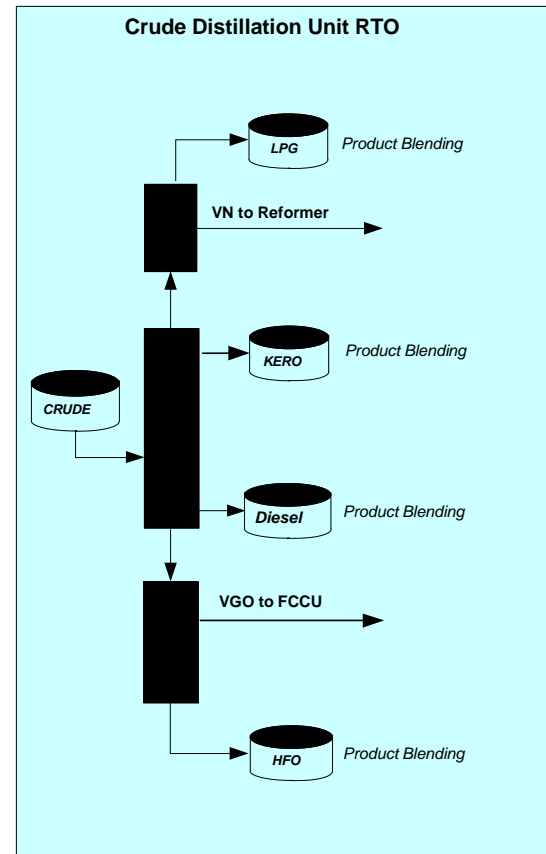 Crude Distillation Unit RTO
LPG
Product Blending
VN to Reformer
KERO
Product Blending
CRUDE
Diesel
Product Blending
VGO to FCCU
HFO
Product Blending